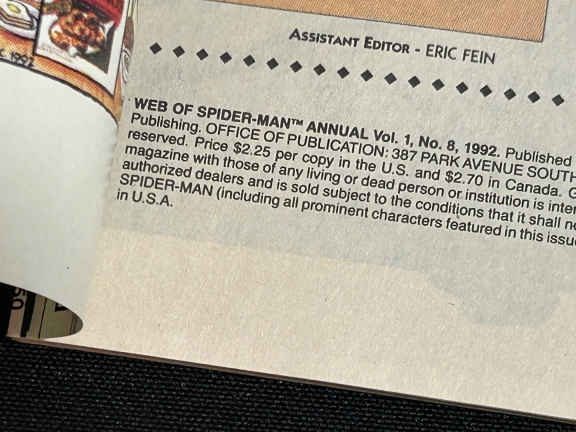 ASSISTANT EDITOR - ERIC FEIN
1992
WEB OF SPIDER-MAN™ ANNUAL Vol. 1, No. 8, 1992. Published
Publishing. OFFICE OF PUBLICATION: 387 PARK AVENUE SOUTH
reserved. Price $2.25 per copy in the U.S. and $2.70 in Canada.
magazine with those of any living or dead person or institution is
authorized dealers and is sold subject to the conditions that it shall
SPIDER-MAN (including all prominent characters featured in this
in U.S.A.